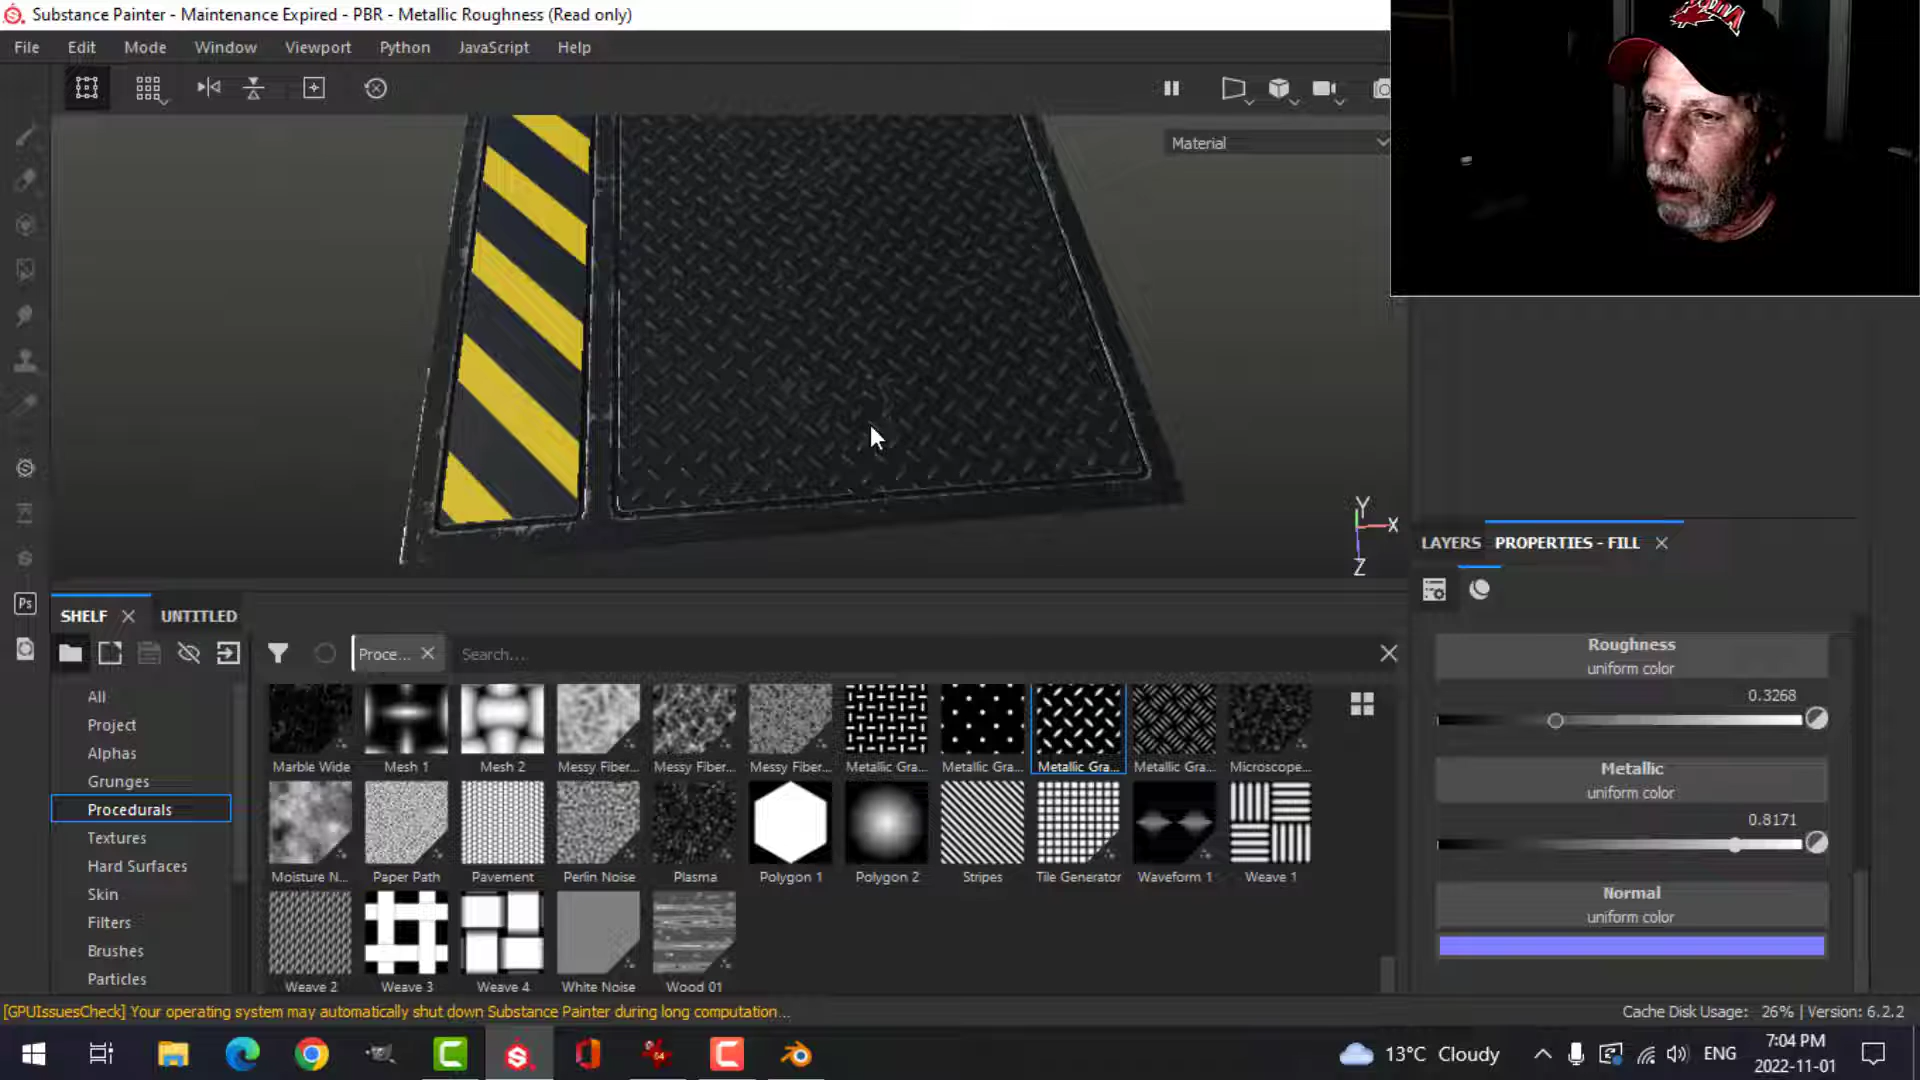 Substance Painter - Maintenance Expired - PBR - Metallic Roughness (Read only)
File Edit Mode Window Viewport Python JavaScript Help
Material
Y
X
Z
LAYERS PROPERTIES - FILL
Ps
SHELF UNTITLED
Proce... Search....
All
Project
Alphas
Grunges
Procedurals
Textures
Hard Surfaces
Skin
Filters
Brushes
Particles
Marble Wide Mesh 1 Mesh 2 Messy Fiber... Messy Fiber... Messy Fiber... Metallic Gra... Metallic Gra... Metallic Gra... Metallic Gra... Microscope...
Moisture N... Paper Path Pavement Perlin Noise Plasma Polygon 1 Polygon 2 Stripes Tile Generator Waveform 1 Weave 1
Weave 2 Weave 3 Weave 4 White Noise Wood 01
Roughness
uniform color
0.3268
Metallic
uniform color
0.8171
Normal
uniform color
[GPUIssuesCheck] Your operating system may automatically shut down Substance Painter during long computation...
Cache Disk Usage: 26% | Version: 6.2.2
13°C Cloudy
ENG
7:04 PM
2022-11-01